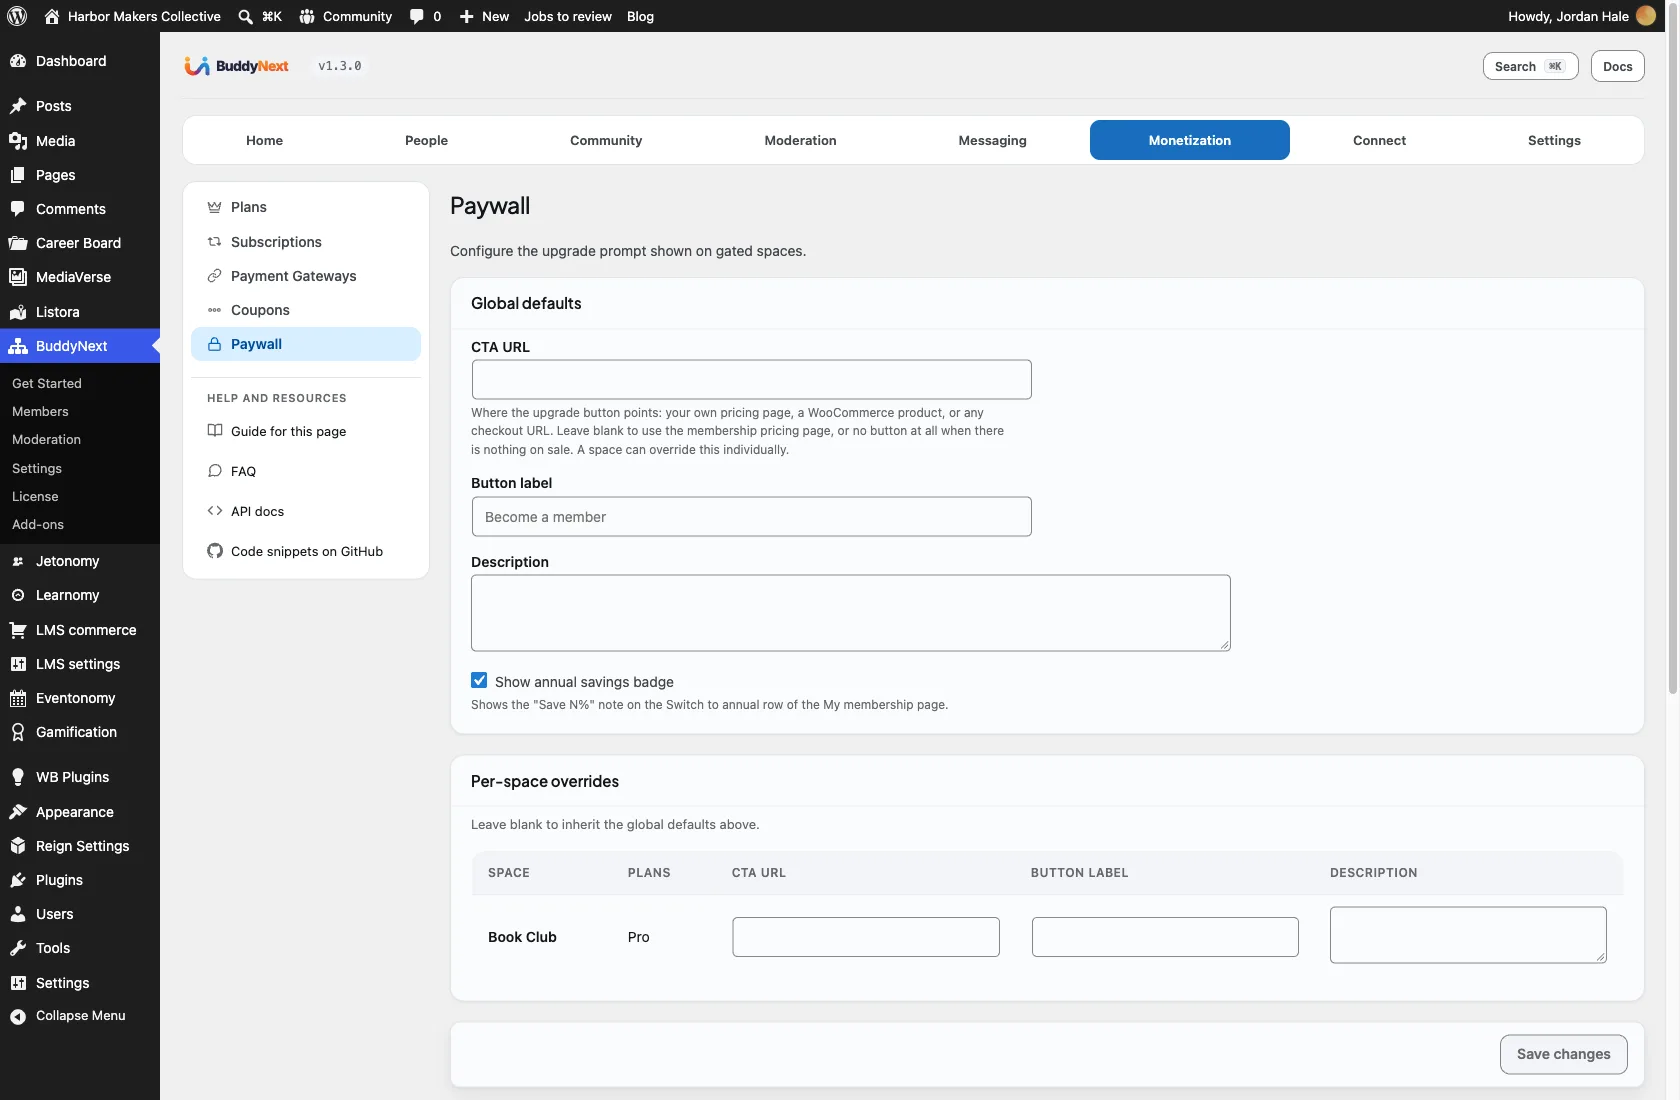 Harbor Makers Collective
⌘K
Community
0
New
Jobs to review
Blog
Howdy, Jordan Hale
Dashboard
Posts
Media
Pages
Comments
Career Board
MediaVerse
Listora
BuddyNext
Get Started
Members
Moderation
Settings
License
Add-ons
Jetonomy
Learnomy
LMS commerce
LMS settings
Eventonomy
Gamification
WB Plugins
Appearance
Reign Settings
Plugins
Users
Tools
Settings
Collapse Menu
BuddyNext
v1.3.0
Search ⌘K
Docs
Home
People
Community
Moderation
Messaging
Monetization
Connect
Settings
Plans
Subscriptions
Payment Gateways
Coupons
Paywall
HELP AND RESOURCES
Guide for this page
FAQ
API docs
Code snippets on GitHub
Paywall
Configure the upgrade prompt shown on gated spaces.
Global defaults
CTA URL
Where the upgrade button points: your own pricing page, a WooCommerce product, or any
checkout URL. Leave blank to use the membership pricing page, or no button at all when there
is nothing on sale. A space can override this individually.
Button label
Become a member
Description
Show annual savings badge
Shows the "Save N%" note on the Switch to annual row of the My membership page.
Per-space overrides
Leave blank to inherit the global defaults above.
SPACE PLANS CTA URL BUTTON LABEL DESCRIPTION
Book Club Pro
Save changes